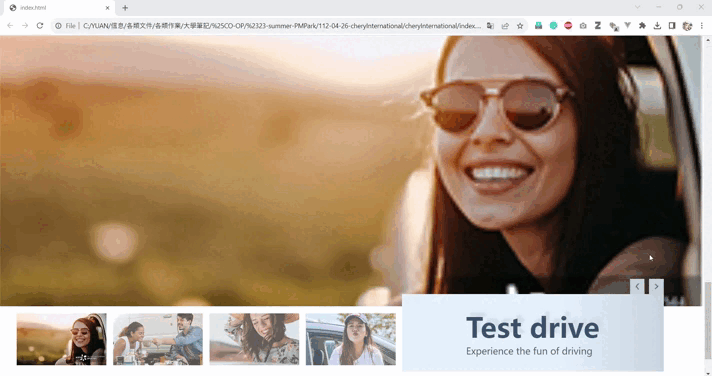 index.html
File | C:/YUAN/信息/各類文件/各類作業/大學筆記/%25CO-OP/%2323-summer-PMPark/112-04-26-cheryInternational/cheryInternational/index....
Test drive
Experience the fun of driving